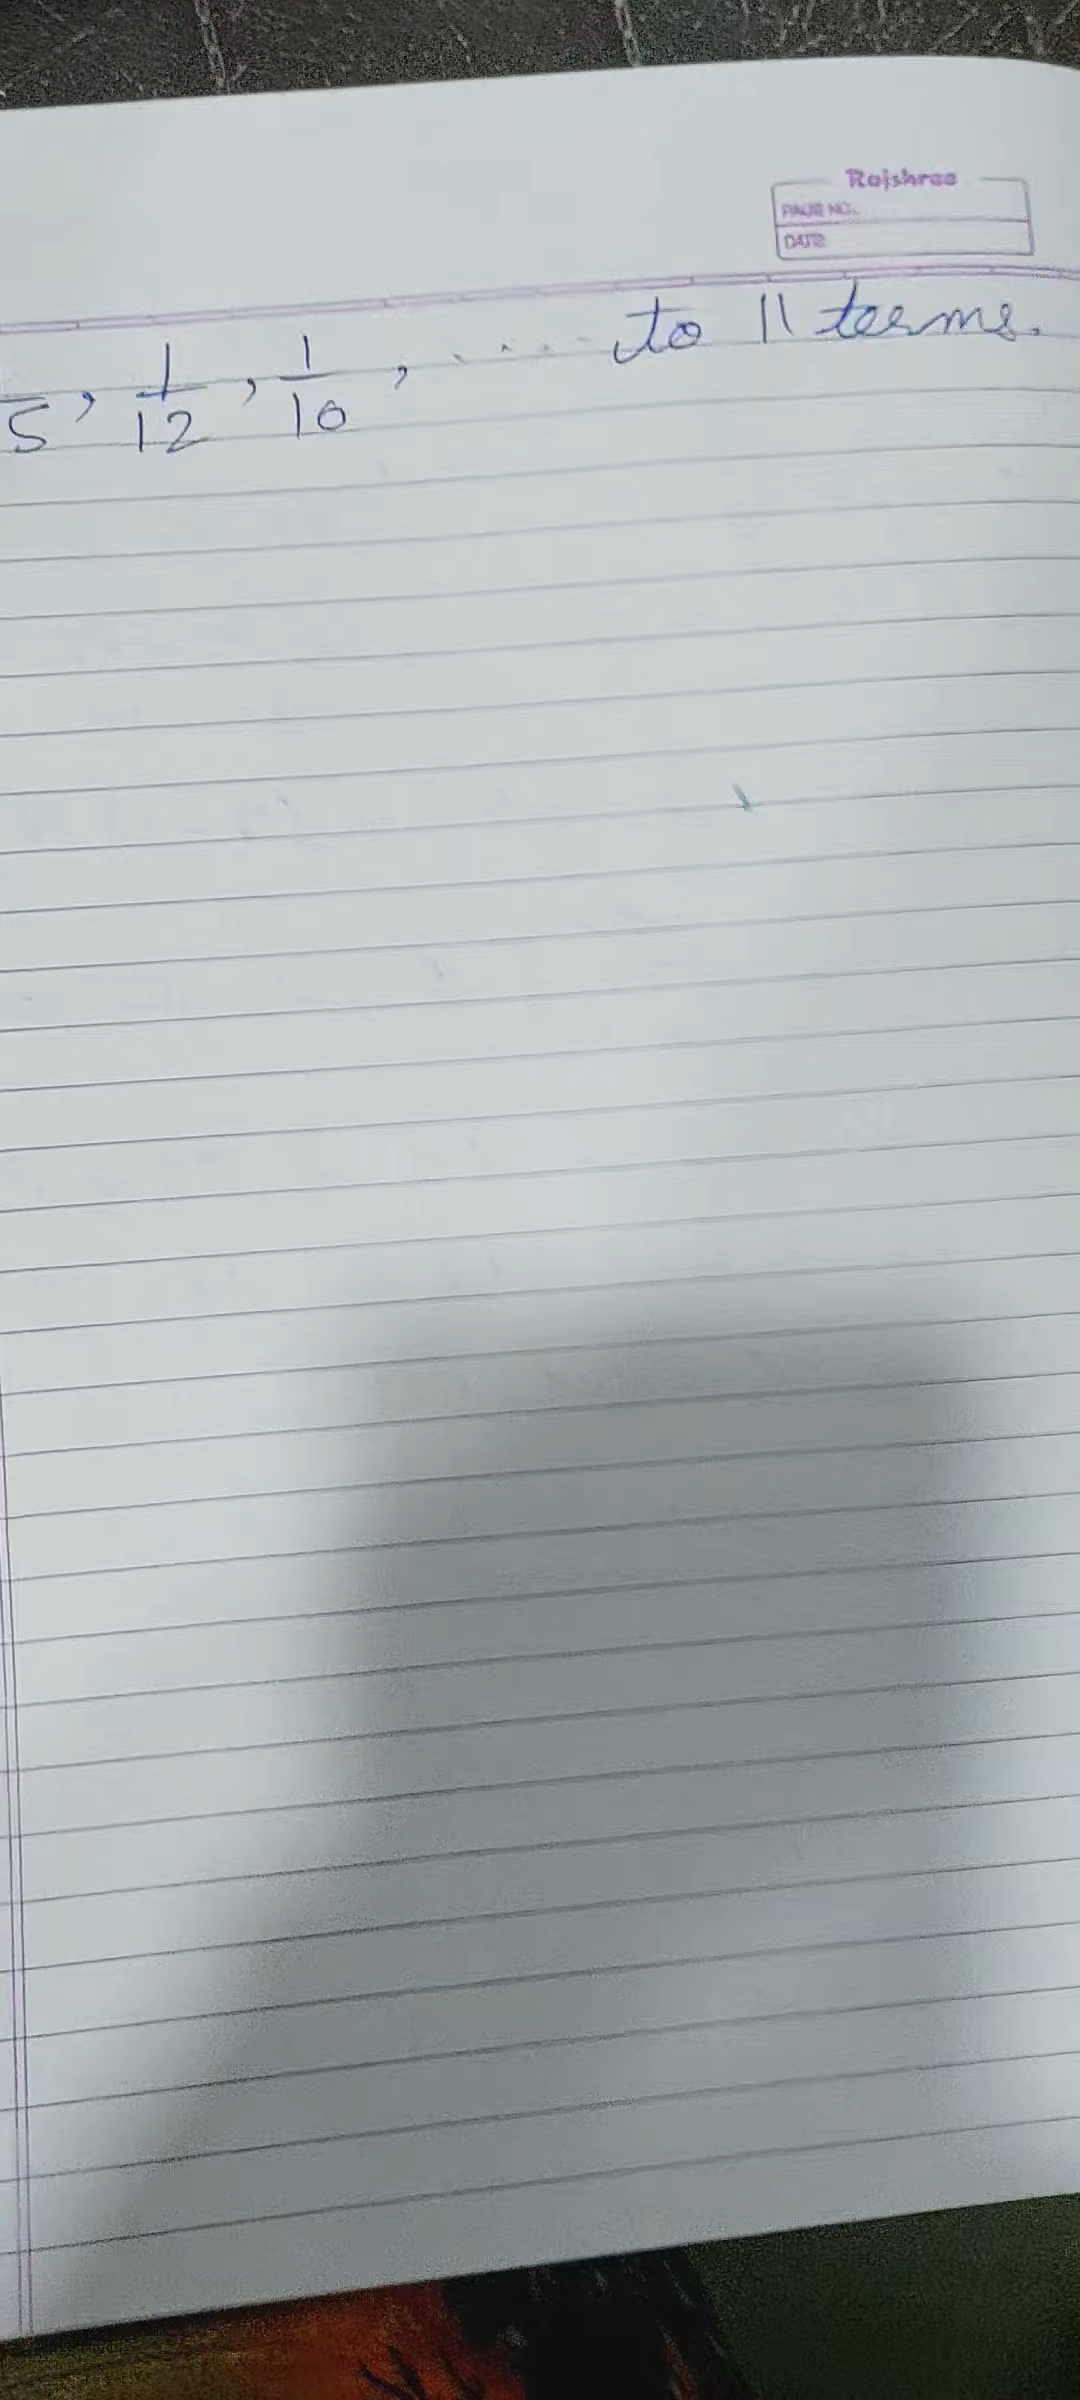 Rajshree
PAGE NO.
DATE
5, 1/12, 1/10, ..... to 11 terms.